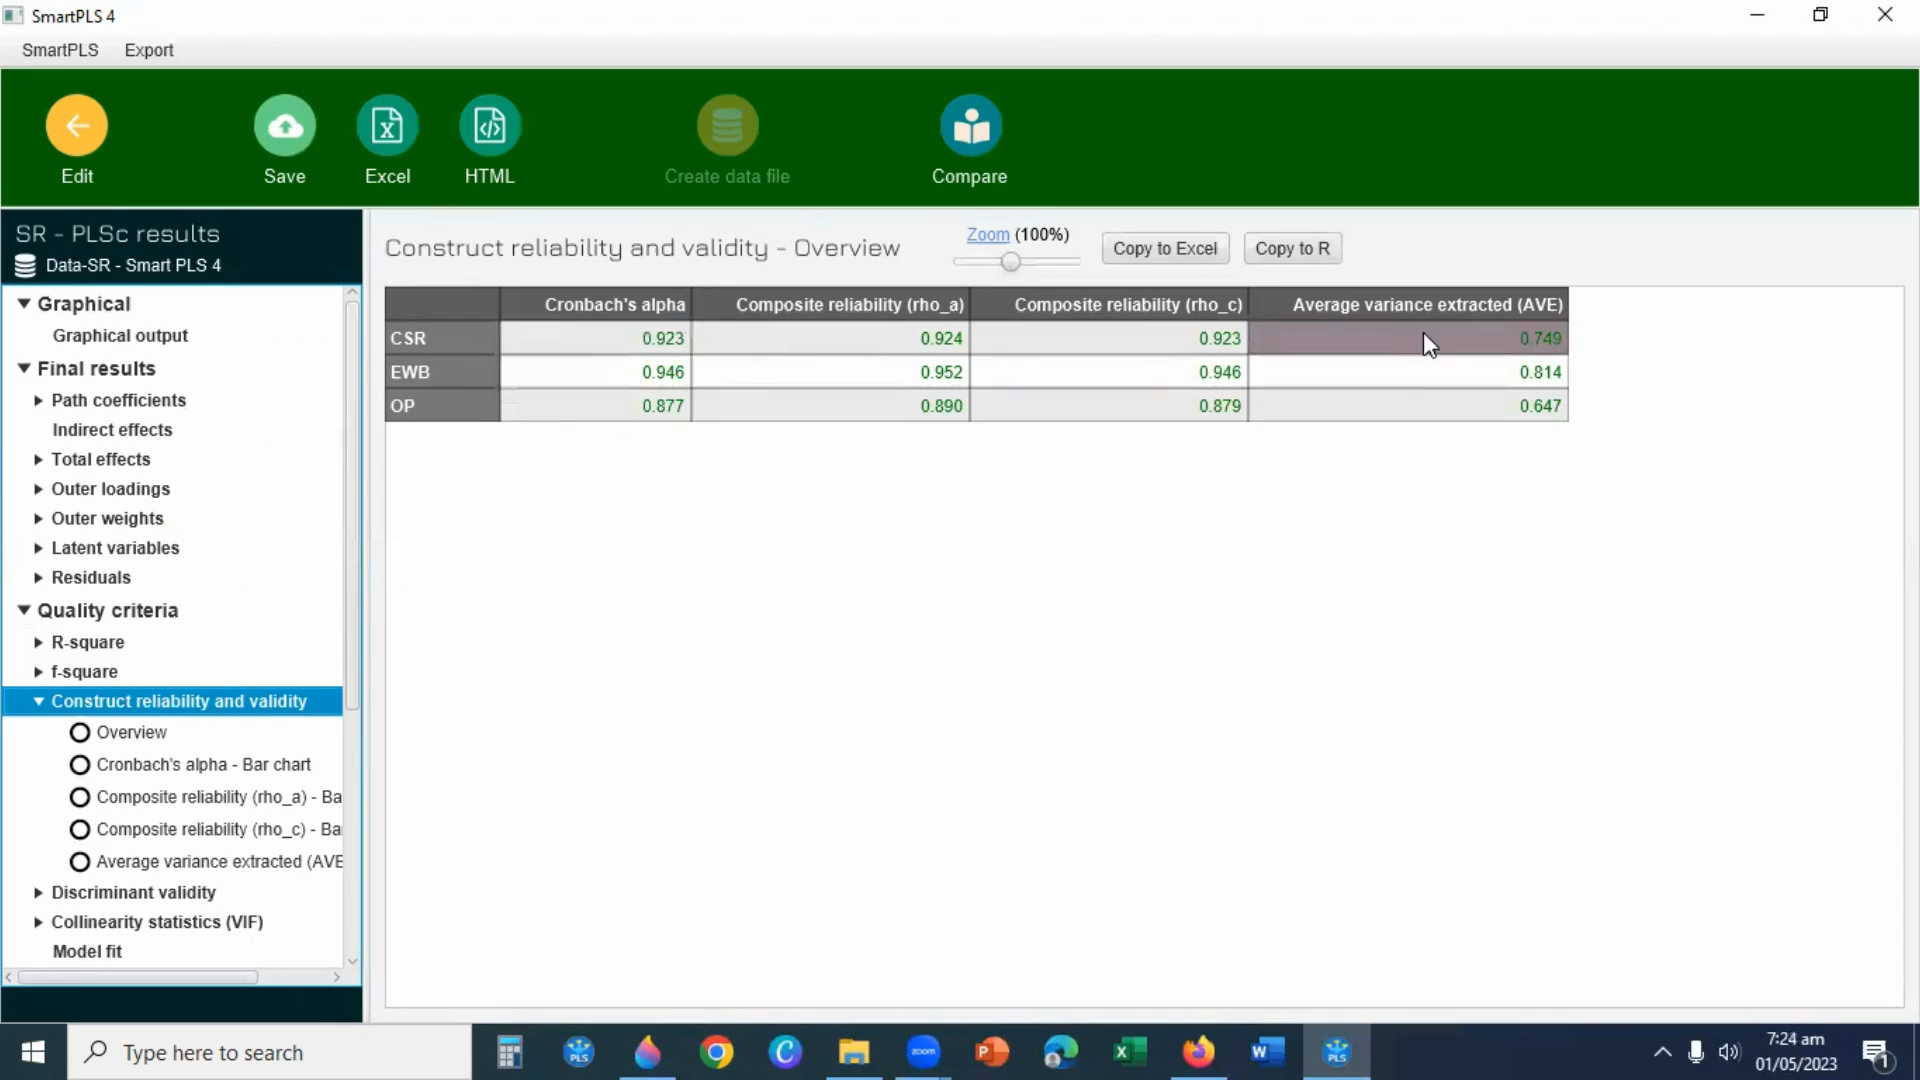 SmartPLS 4
SmartPLS Export
Edit Save Excel HTML Create data file Compare
SR - PLSc results
Data-SR - Smart PLS 4
Graphical
Graphical output
Final results
Path coefficients
Indirect effects
Total effects
Outer loadings
Outer weights
Latent variables
Residuals
Quality criteria
R-square
f-square
Construct reliability and validity
Overview
Cronbach's alpha - Bar chart
Composite reliability (rho_a) - Ba
Composite reliability (rho_c) - Ba
Average variance extracted (AVE
Discriminant validity
Collinearity statistics (VIF)
Model fit
Construct reliability and validity - Overview Zoom (100%) Copy to Excel Copy to R
Cronbach's alpha Composite reliability (rho_a) Composite reliability (rho_c) Average variance extracted (AVE)
CSR 0.923 0.924 0.923 0.749
EWB 0.946 0.952 0.946 0.814
OP 0.877 0.890 0.879 0.647
Type here to search
PLS
zoom
PLS
7:24 am
01/05/2023
1